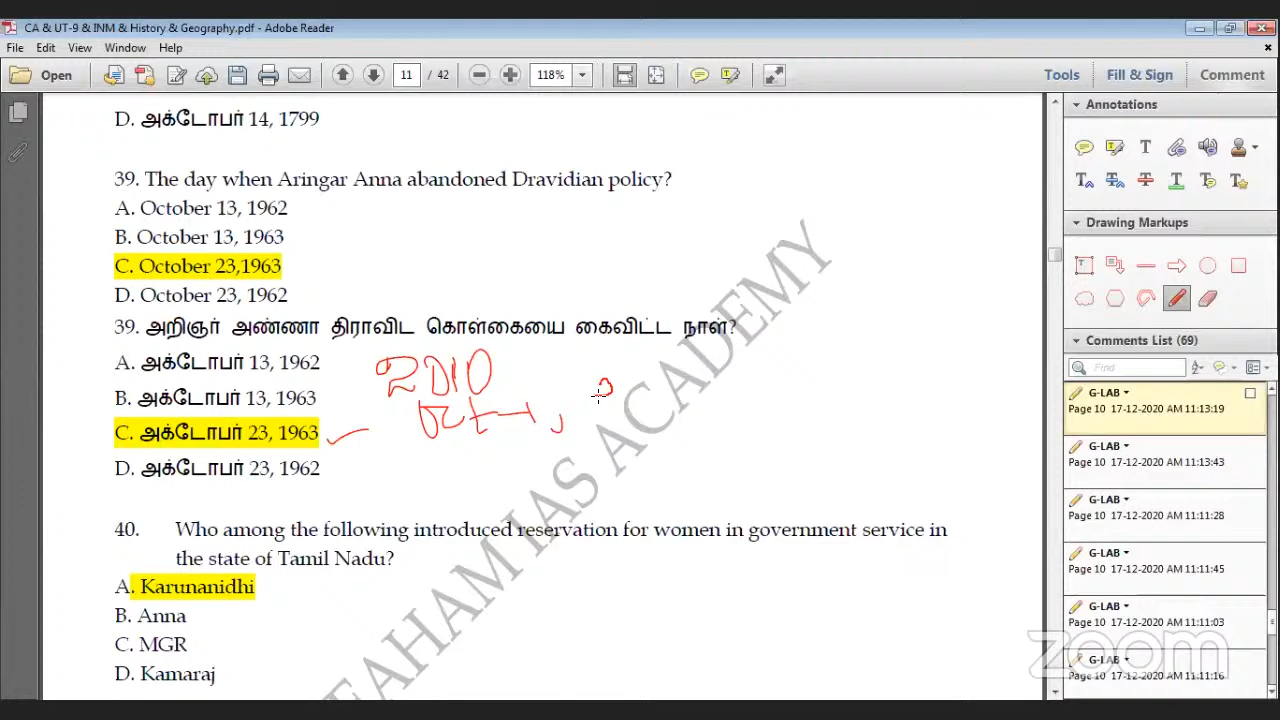 CA & UT-9 & INM & History & Geography.pdf - Adobe Reader
File Edit View Window Help
Open 11 / 42 118% Tools Fill & Sign Comment
D. அக்டோபர் 14, 1799
39. The day when Aringar Anna abandoned Dravidian policy?
A. October 13, 1962
B. October 13, 1963
C. October 23,1963
D. October 23, 1962
39. அறிஞர் அண்ணா திராவிட கொள்கையை கைவிட்ட நாள்?
A. அக்டோபர் 13, 1962
B. அக்டோபர் 13, 1963
C. அக்டோபர் 23, 1963
D. அக்டோபர் 23, 1962
40. Who among the following introduced reservation for women in government service in
the state of Tamil Nadu?
A. Karunanidhi
B. Anna
C. MGR
D. Kamaraj
AHAM IAS ACADEMY
Annotations
Drawing Markups
Comments List (69)
Find
G-LAB
Page 10 17-12-2020 AM 11:13:19
G-LAB
Page 10 17-12-2020 AM 11:13:43
G-LAB
Page 10 17-12-2020 AM 11:11:28
G-LAB
Page 10 17-12-2020 AM 11:11:45
G-LAB
Page 10 17-12-2020 AM 11:11:03
G-LAB
Page 10 17-12-2020 AM 11:11:16
zoom